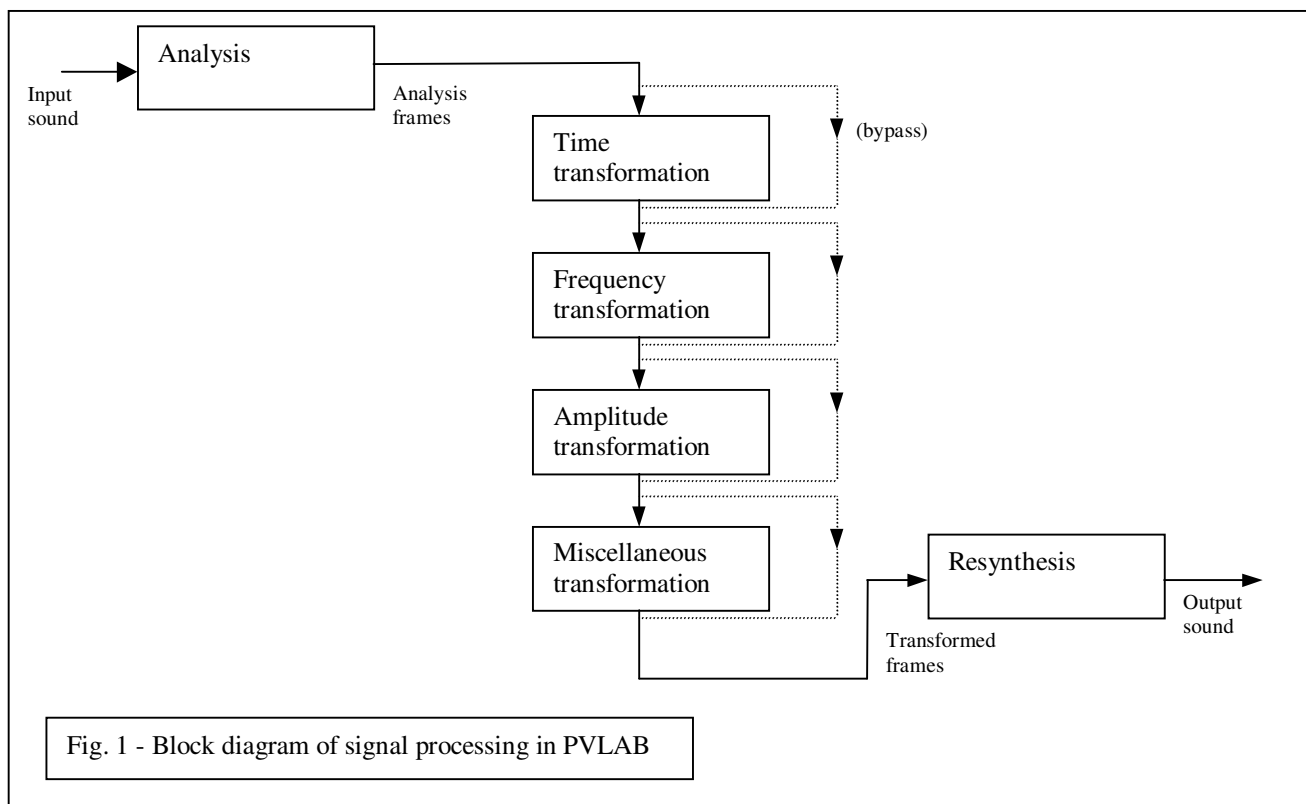 Analysis
Input
sound
Analysis
frames
Time
transformation
(bypass)
Frequency
transformation
Amplitude
transformation
Miscellaneous
transformation
Resynthesis
Output
sound
Transformed
frames
Fig. 1 - Block diagram of signal processing in PVLAB